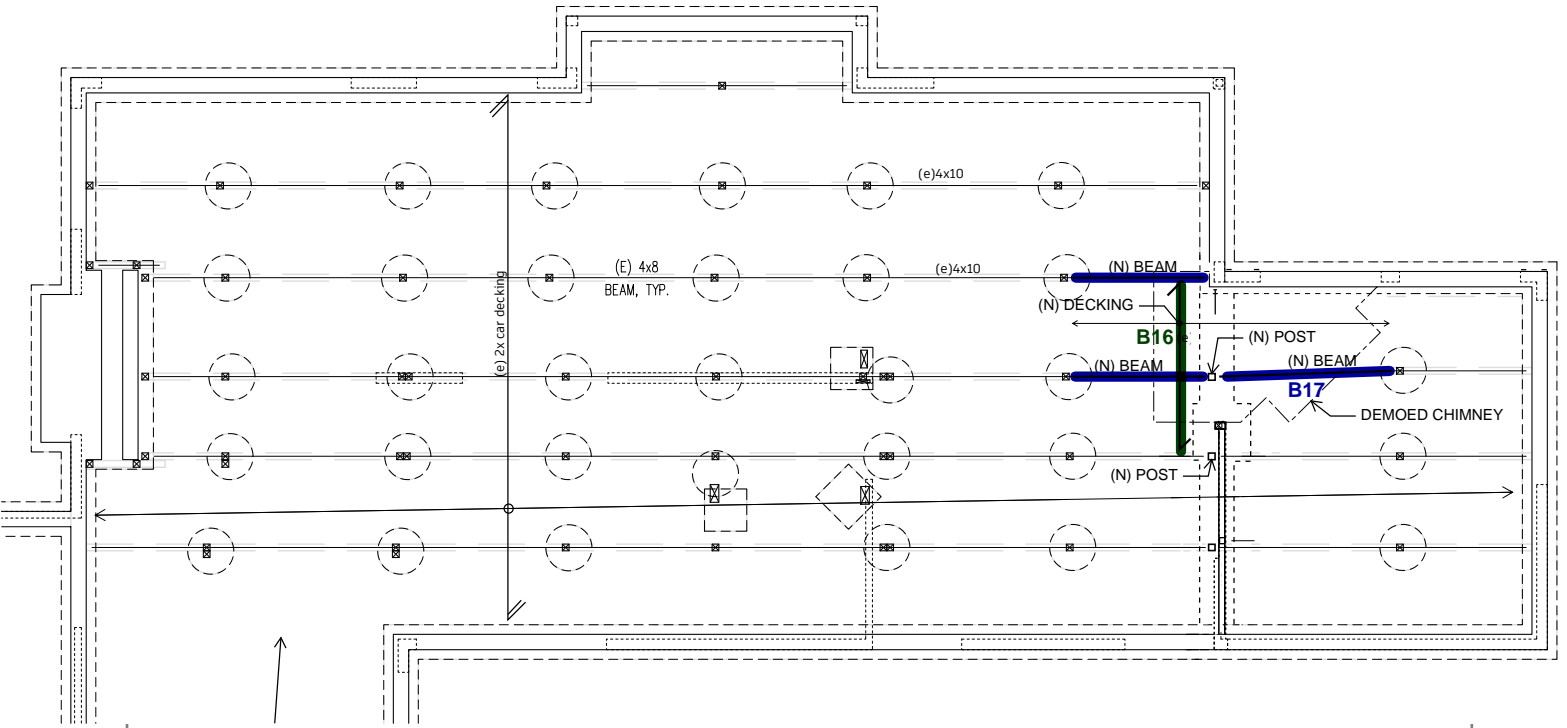 (e)4x10
(E) 4x8
BEAM, TYP.
(e)4x10
(N) BEAM
(e) 2x car decking
(N) DECKING
B16
(N) POST
(N) BEAM
(N) BEAM
B17
DEMOED CHIMNEY
(N) POST